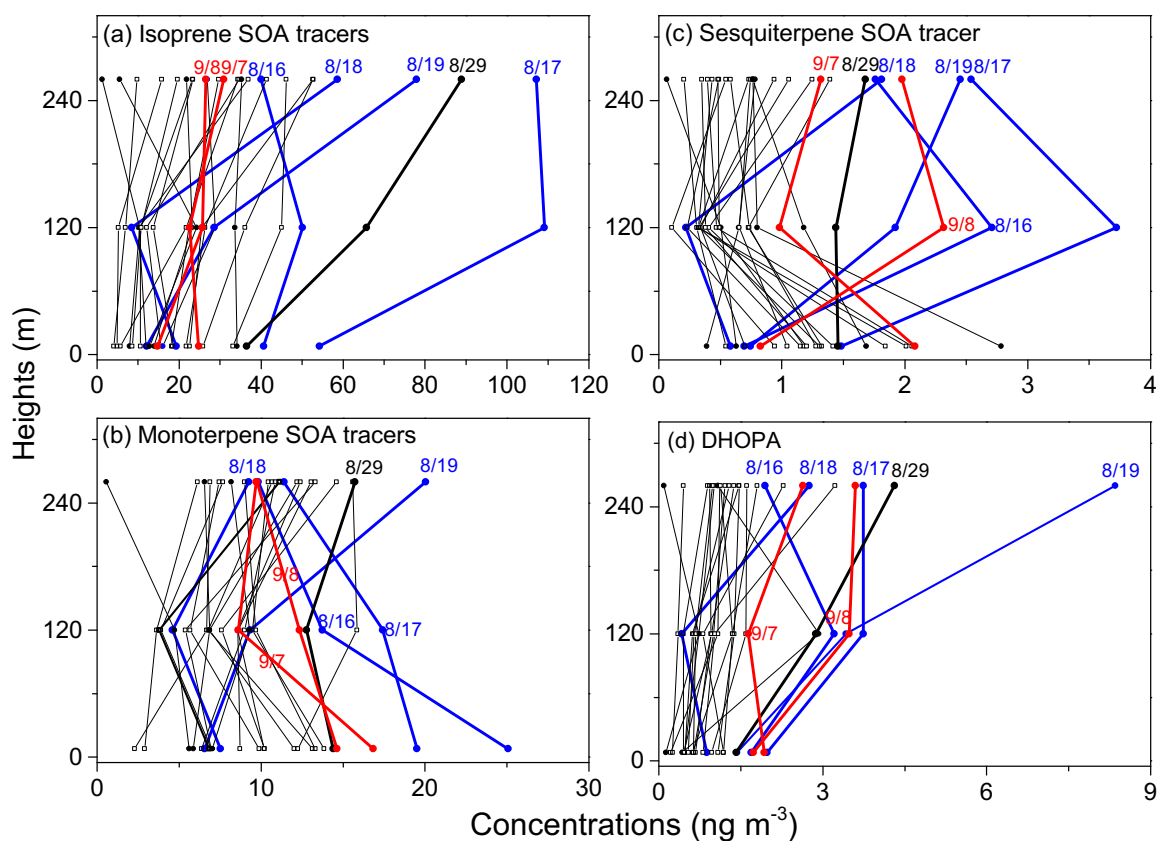 (a) Isoprene SOA tracers
9/8 9/7 8/16 8/18 8/19 8/29 8/17
240
120
0
0 20 40 60 80 100 120
(c) Sesquiterpene SOA tracer
9/7 8/29 8/18 8/19 8/17
240
120
9/8 8/16
0
0 1 2 3 4
Heights (m)
(b) Monoterpene SOA tracers
8/18 8/29 8/19
240
9/8
120
8/16 8/17
9/7
0
0 10 20 30
(d) DHOPA
8/16 8/18 8/17 8/29 8/19
240
9/8
120
9/7
0
0 3 6 9
Concentrations (ng m⁻³)